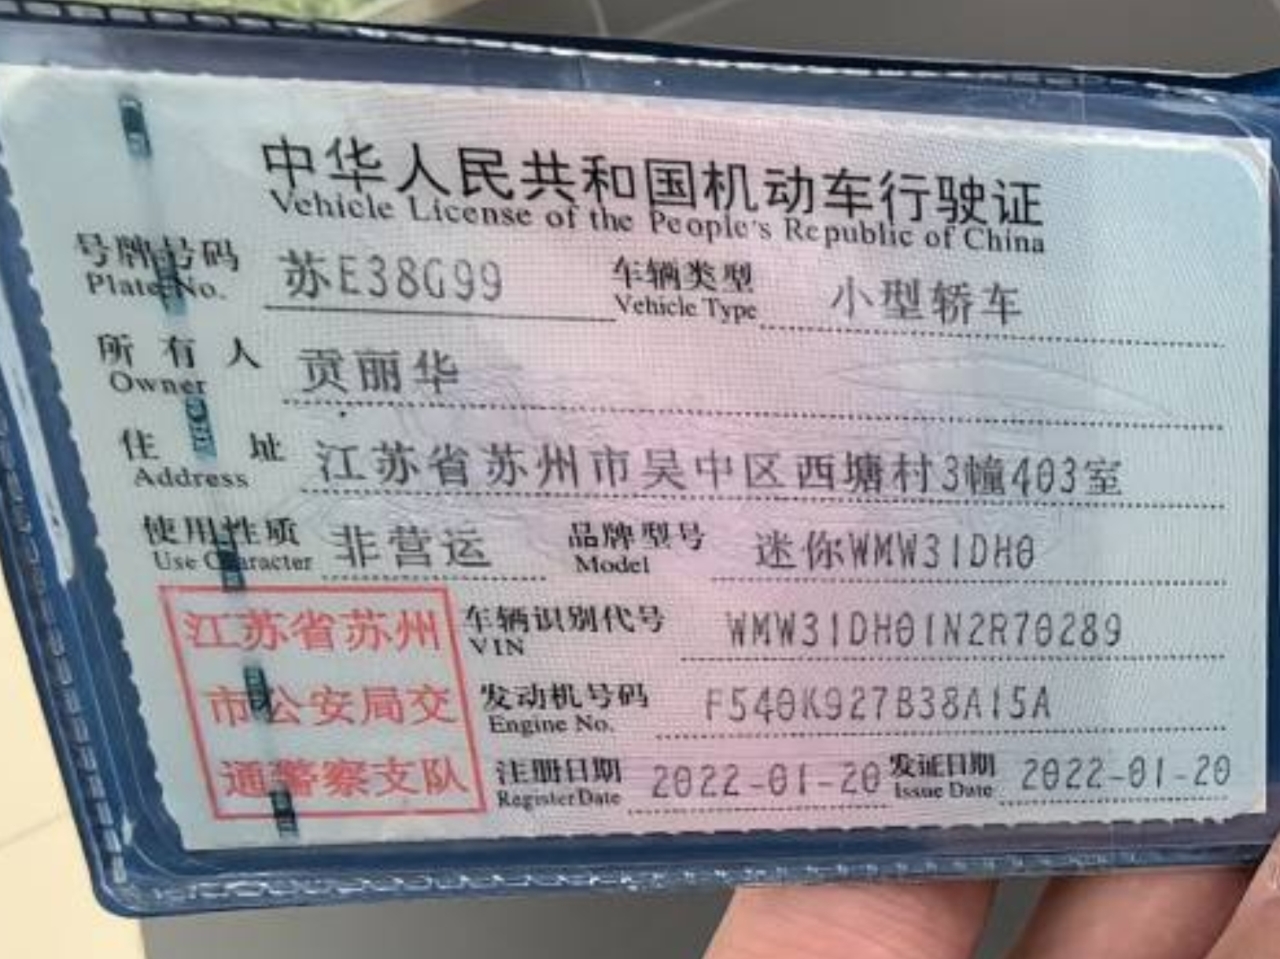 中华人民共和国机动车行驶证
Vehicle License of the People's Republic of China
号牌号码 苏E38G99 车辆类型 小型轿车
Plate No. Vehicle Type
所有人 贡丽华
Owner
住址 江苏省苏州市吴中区西塘村3幢403室
Address
使用性质 非营运 品牌型号 迷你WMW31DH0
Use Character Model
江苏省苏州 车辆识别代号 WMW31DH01N2R70289
VIN
市公安局交 发动机号码 F540K927B38A15A
Engine No.
通警察支队 注册日期 2022-01-20 发证日期 2022-01-20
Register Date Issue Date